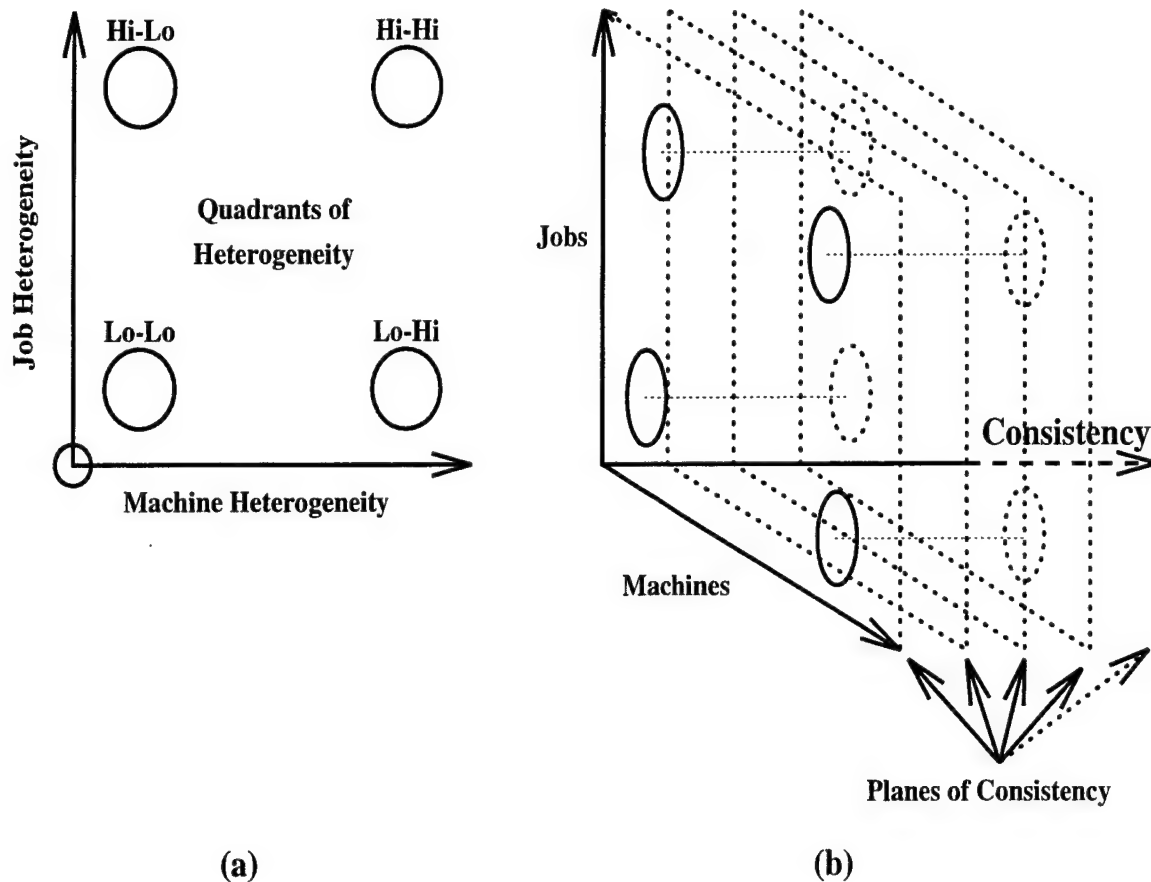 Hi-Lo
Hi-Hi
Job Heterogeneity
Quadrants of
Heterogeneity
Lo-Lo
Lo-Hi
Machine Heterogeneity
(a)
Jobs
Consistency
Machines
Planes of Consistency
(b)